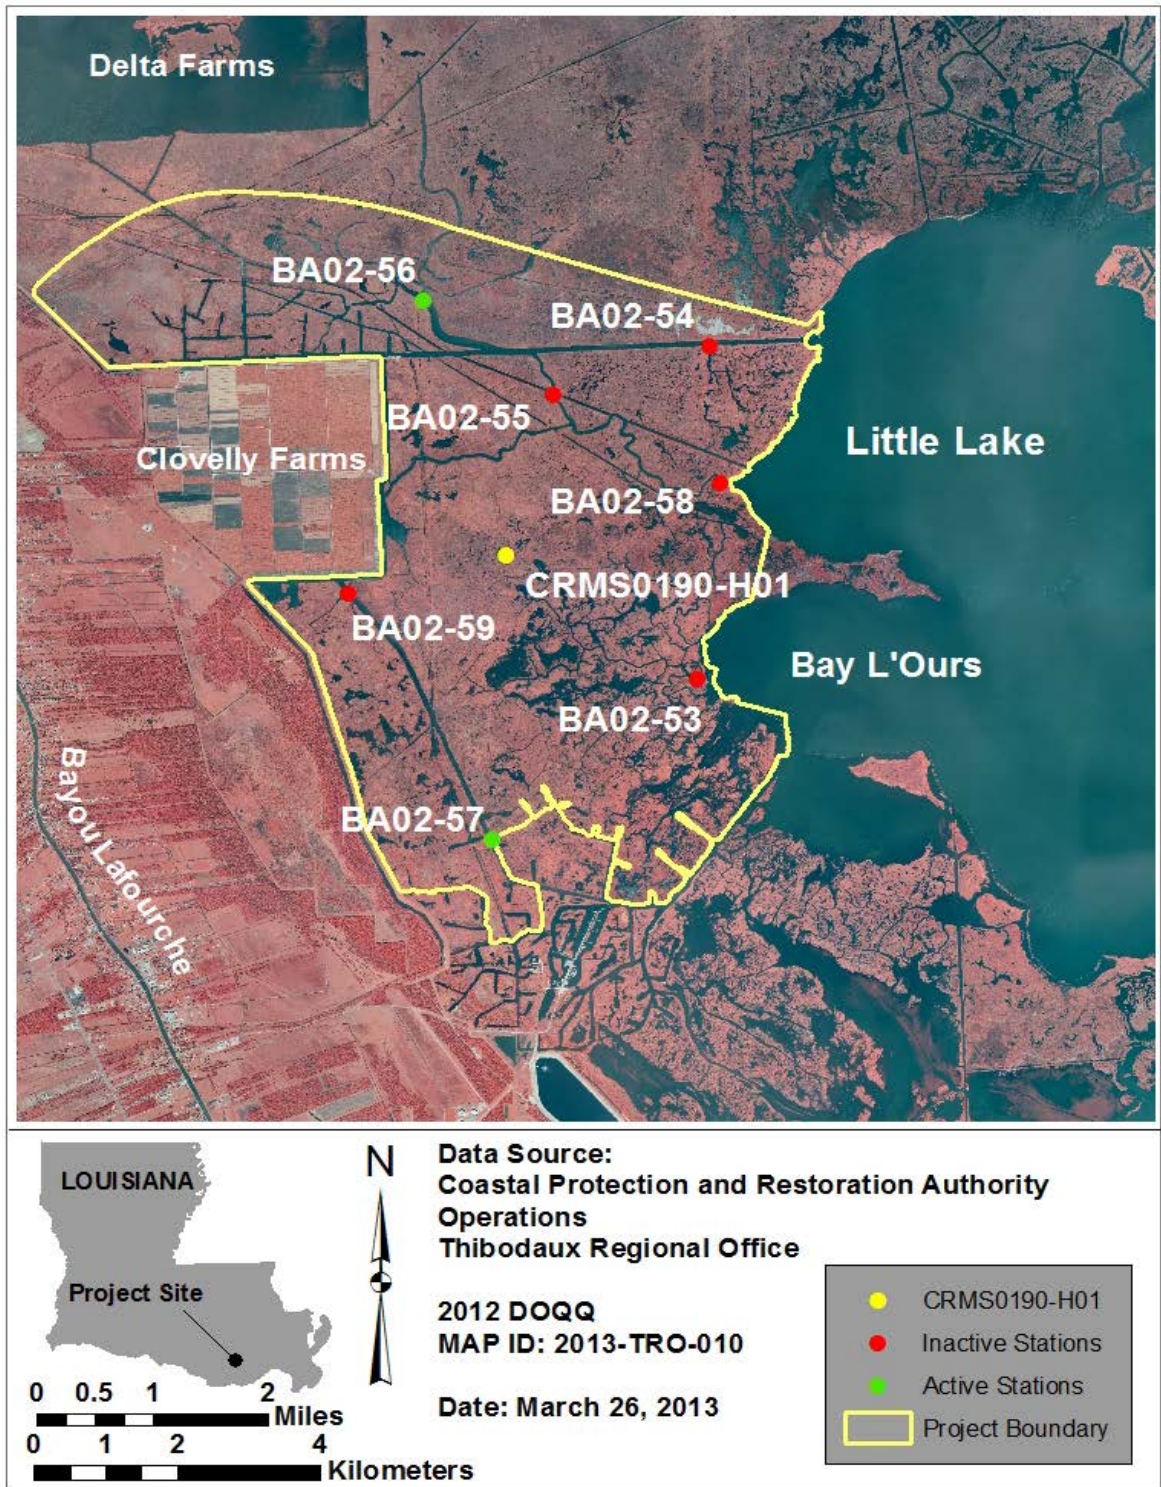 Delta Farms
BA02-56
BA02-54
BA02-55
Clovelly Farms
Little Lake
BA02-58
CRMS0190-H01
BA02-59
Bay L'Ours
BA02-53
BA02-57
Bayou Lafourche
LOUISIANA
Project Site
0 0.5 1 2
Miles
0 1 2 4
Kilometers
N
Data Source:
Coastal Protection and Restoration Authority
Operations
Thibodaux Regional Office
2012 DOQQ
MAP ID: 2013-TRO-010
Date: March 26, 2013
CRMS0190-H01
Inactive Stations
Active Stations
Project Boundary